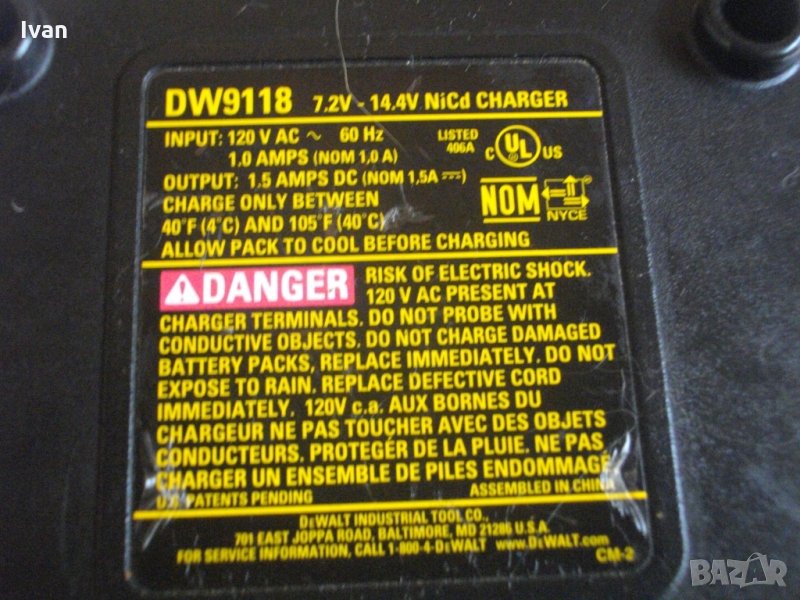 Ivan
DW9118 7.2V - 14.4V NiCd CHARGER
INPUT: 120 V AC ~ 60 Hz
1,0 AMPS (NOM 1,0 A)
LISTED
406A
C UL US
OUTPUT: 1,5 AMPS DC (NOM 1,5A ⎓)
CHARGE ONLY BETWEEN
40°F (4°C) AND 105°F (40°C)
ALLOW PACK TO COOL BEFORE CHARGING
NOM
NYCE
DANGER
RISK OF ELECTRIC SHOCK.
120 V AC PRESENT AT
CHARGER TERMINALS. DO NOT PROBE WITH
CONDUCTIVE OBJECTS. DO NOT CHARGE DAMAGED
BATTERY PACKS, REPLACE IMMEDIATELY. DO NOT
EXPOSE TO RAIN. REPLACE DEFECTIVE CORD
IMMEDIATELY. 120V c.a. AUX BORNES DU
CHARGEUR NE PAS TOUCHER AVEC DES OBJETS
CONDUCTEURS. PROTEGÉR DE LA PLUIE. NE PAS
CHARGER UN ENSEMBLE DE PILES ENDOMMAGÉ
U.S. PATENTS PENDING
ASSEMBLED IN CHINA
DEWALT INDUSTRIAL TOOL CO.,
701 EAST JOPPA ROAD, BALTIMORE, MD 21286 U.S.A.
FOR SERVICE INFORMATION, CALL 1-800-4-DEWALT www.DEWALT.com
CM-2
BAZAR